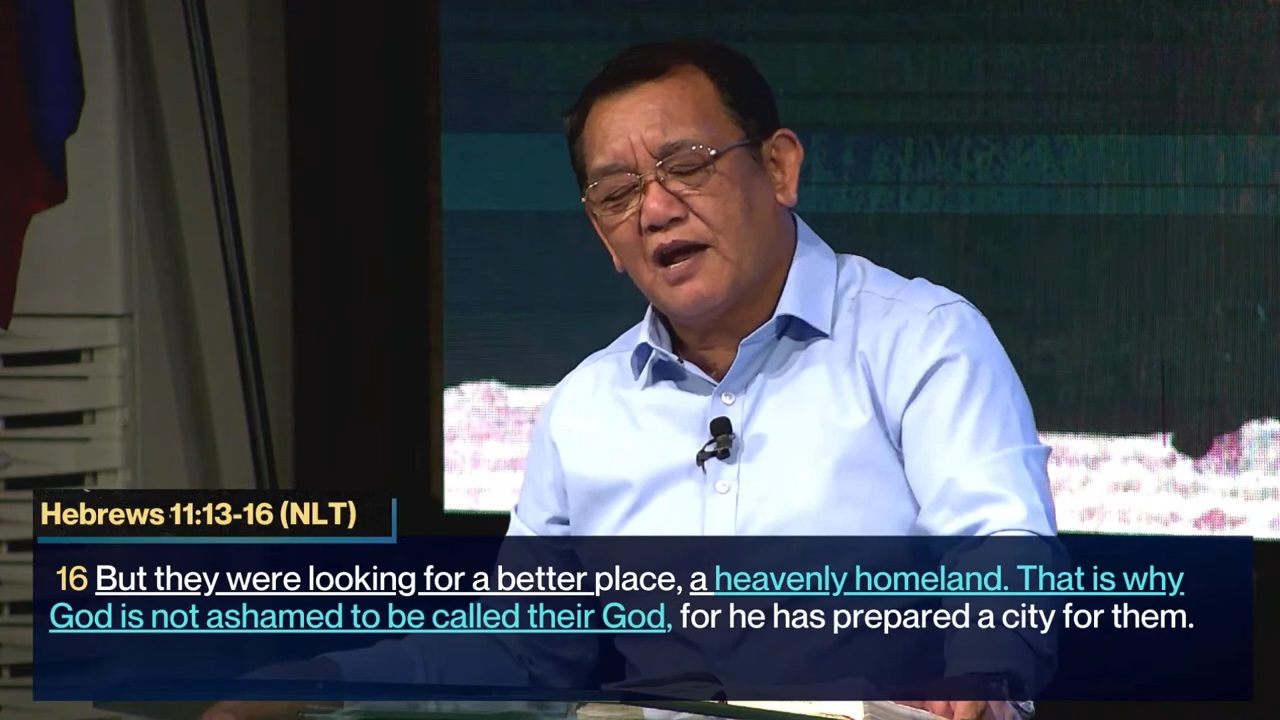 Hebrews 11:13-16 (NLT)
16 But they were looking for a better place, a heavenly homeland. That is why
God is not ashamed to be called their God, for he has prepared a city for them.